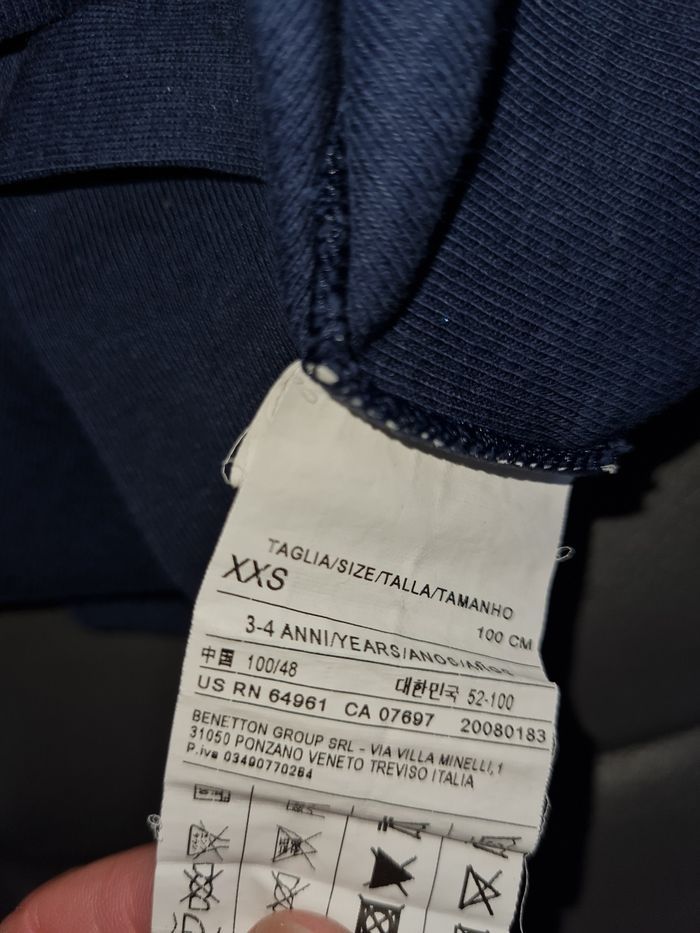 TAGLIA/SIZE/TALLA/TAMANHO
XXS 100 CM
3-4 ANNI/YEARS/ANOS/AÑOS
中国 100/48 대한민국 52-100
US RN 64961 CA 07697 20080183
BENETTON GROUP SRL - VIA VILLA MINELLI,1
31050 PONZANO VENETO TREVISO ITALIA
P.iva 03490770264